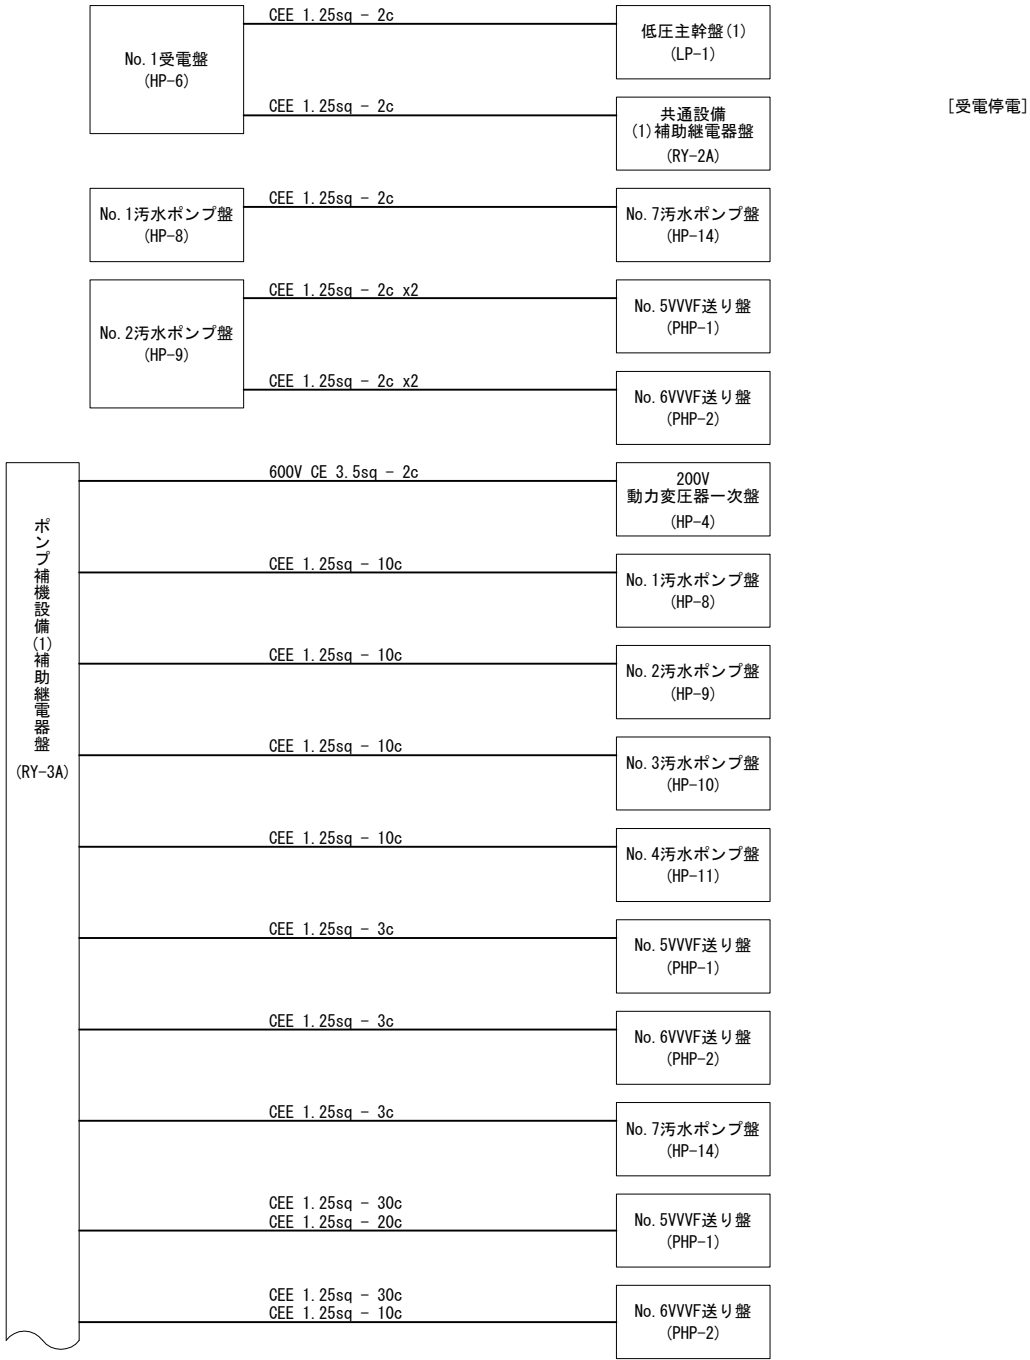 CEE 1.25sq - 2c
No.1受電盤
(HP-6)
低圧主幹盤(1)
(LP-1)
CEE 1.25sq - 2c
共通設備
(1)補助継電器盤
(RY-2A)
[受電停電]
CEE 1.25sq - 2c
No.1汚水ポンプ盤
(HP-8)
No.7汚水ポンプ盤
(HP-14)
CEE 1.25sq - 2c x2
No.2汚水ポンプ盤
(HP-9)
No.5VVVF送り盤
(PHP-1)
CEE 1.25sq - 2c x2
No.6VVVF送り盤
(PHP-2)
ポンプ補機設備(1)補助継電器盤
(RY-3A)
600V CE 3.5sq - 2c
200V
動力変圧器一次盤
(HP-4)
CEE 1.25sq - 10c
No.1汚水ポンプ盤
(HP-8)
CEE 1.25sq - 10c
No.2汚水ポンプ盤
(HP-9)
CEE 1.25sq - 10c
No.3汚水ポンプ盤
(HP-10)
CEE 1.25sq - 10c
No.4汚水ポンプ盤
(HP-11)
CEE 1.25sq - 3c
No.5VVVF送り盤
(PHP-1)
CEE 1.25sq - 3c
No.6VVVF送り盤
(PHP-2)
CEE 1.25sq - 3c
No.7汚水ポンプ盤
(HP-14)
CEE 1.25sq - 30c
CEE 1.25sq - 20c
No.5VVVF送り盤
(PHP-1)
CEE 1.25sq - 30c
CEE 1.25sq - 10c
No.6VVVF送り盤
(PHP-2)